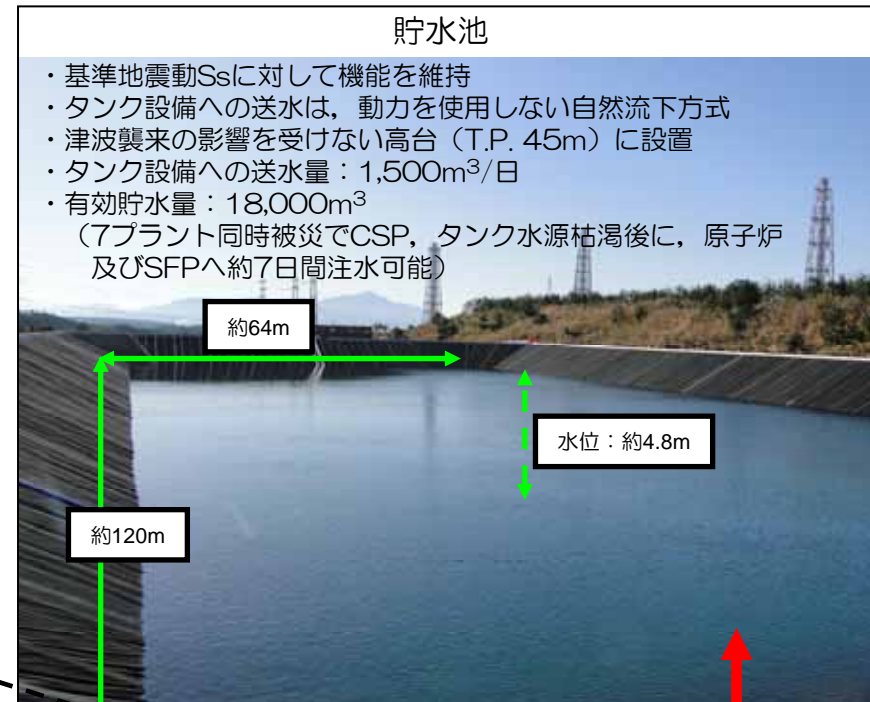 貯水池
・基準地震動Ssに対して機能を維持
・タンク設備への送水は，動力を使用しない自然流下方式
・津波襲来の影響を受けない高台（T.P. 45m）に設置
・タンク設備への送水量：1,500m³/日
・有効貯水量：18,000m³
（7プラント同時被災でCSP，タンク水源枯渇後に，原子炉
及びSFPへ約7日間注水可能）
約64m
水位：約4.8m
約120m